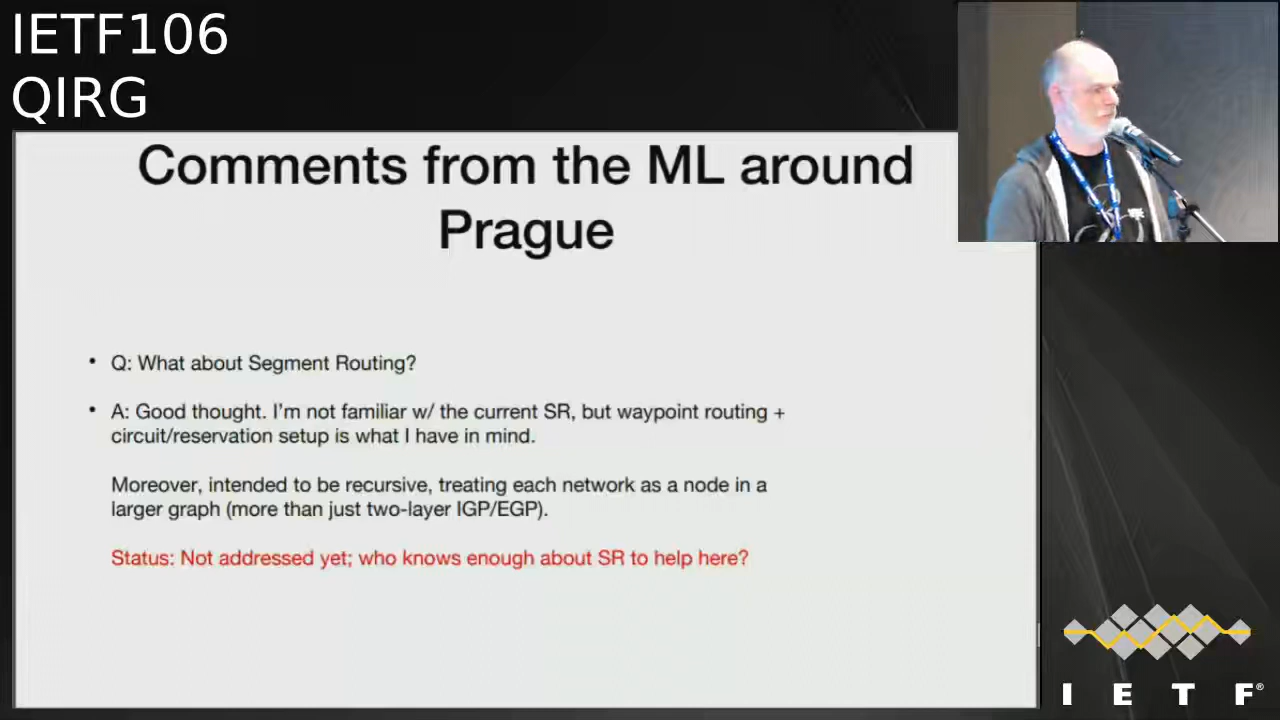 IETF106
QIRG
Comments from the ML around
Prague
• Q: What about Segment Routing?
• A: Good thought. I'm not familiar w/ the current SR, but waypoint routing +
circuit/reservation setup is what I have in mind.
Moreover, intended to be recursive, treating each network as a node in a
larger graph (more than just two-layer IGP/EGP).
Status: Not addressed yet; who knows enough about SR to help here?
I E T F®